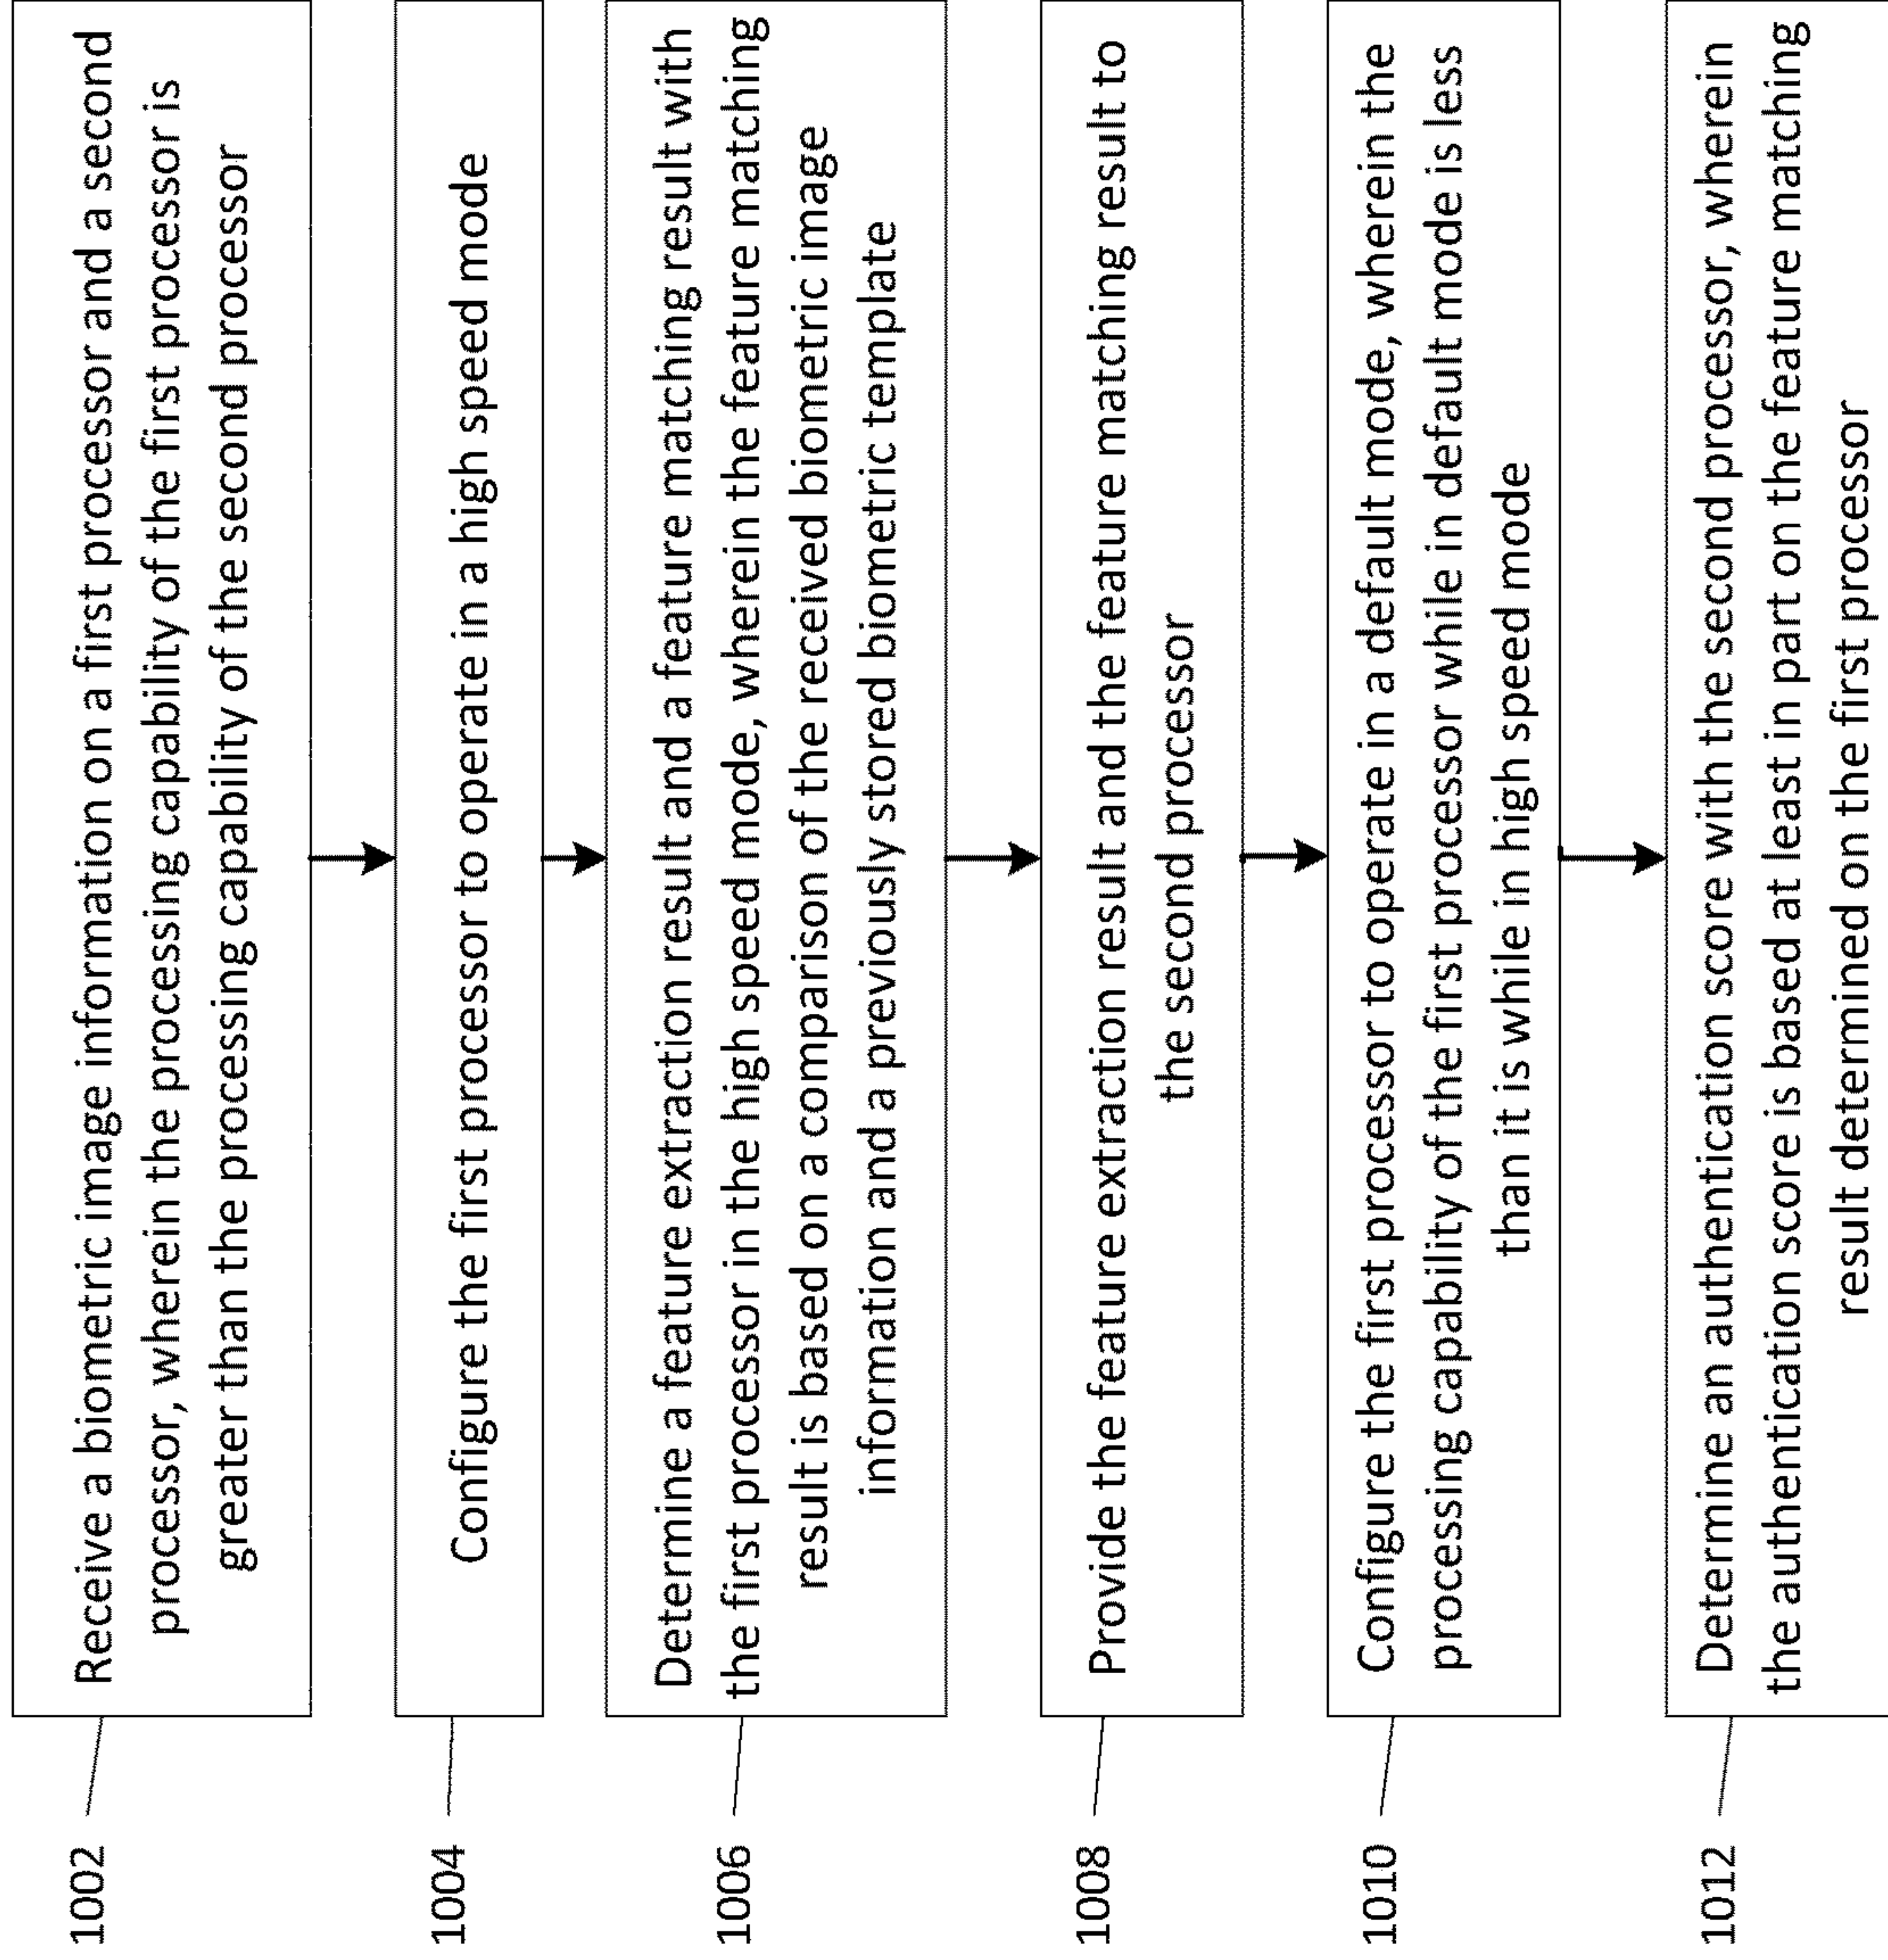 1002
Receive a biometric image information on a first processor and a second
processor, wherein the processing capability of the first processor is
greater than the processing capability of the second processor
1004
Configure the first processor to operate in a high speed mode
1006
Determine a feature extraction result and a feature matching result with
the first processor in the high speed mode, wherein the feature matching
result is based on a comparison of the received biometric image
information and a previously stored biometric template
1008
Provide the feature extraction result and the feature matching result to
the second processor
1010
Configure the first processor to operate in a default mode, wherein the
processing capability of the first processor while in default mode is less
than it is while in high speed mode
1012
Determine an authentication score with the second processor, wherein
the authentication score is based at least in part on the feature matching
result determined on the first processor